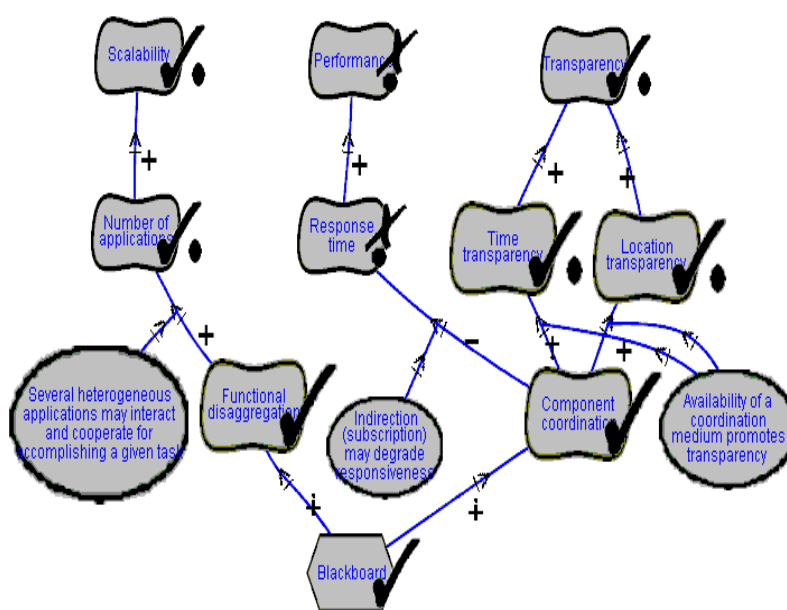 Scalability
Performance
Transparency
+
+
+
+
Number of
applications
Response
time
Time
transparency
Location
transparency
+
-
+
+
Several heterogeneous
applications may interact
and cooperate for
accomplishing a given task
Functional
disaggregation
Indirection
(subscription)
may degrade
responsiveness
Component
coordination
Availability of a
coordination
medium promotes
transparency
+
+
Blackboard